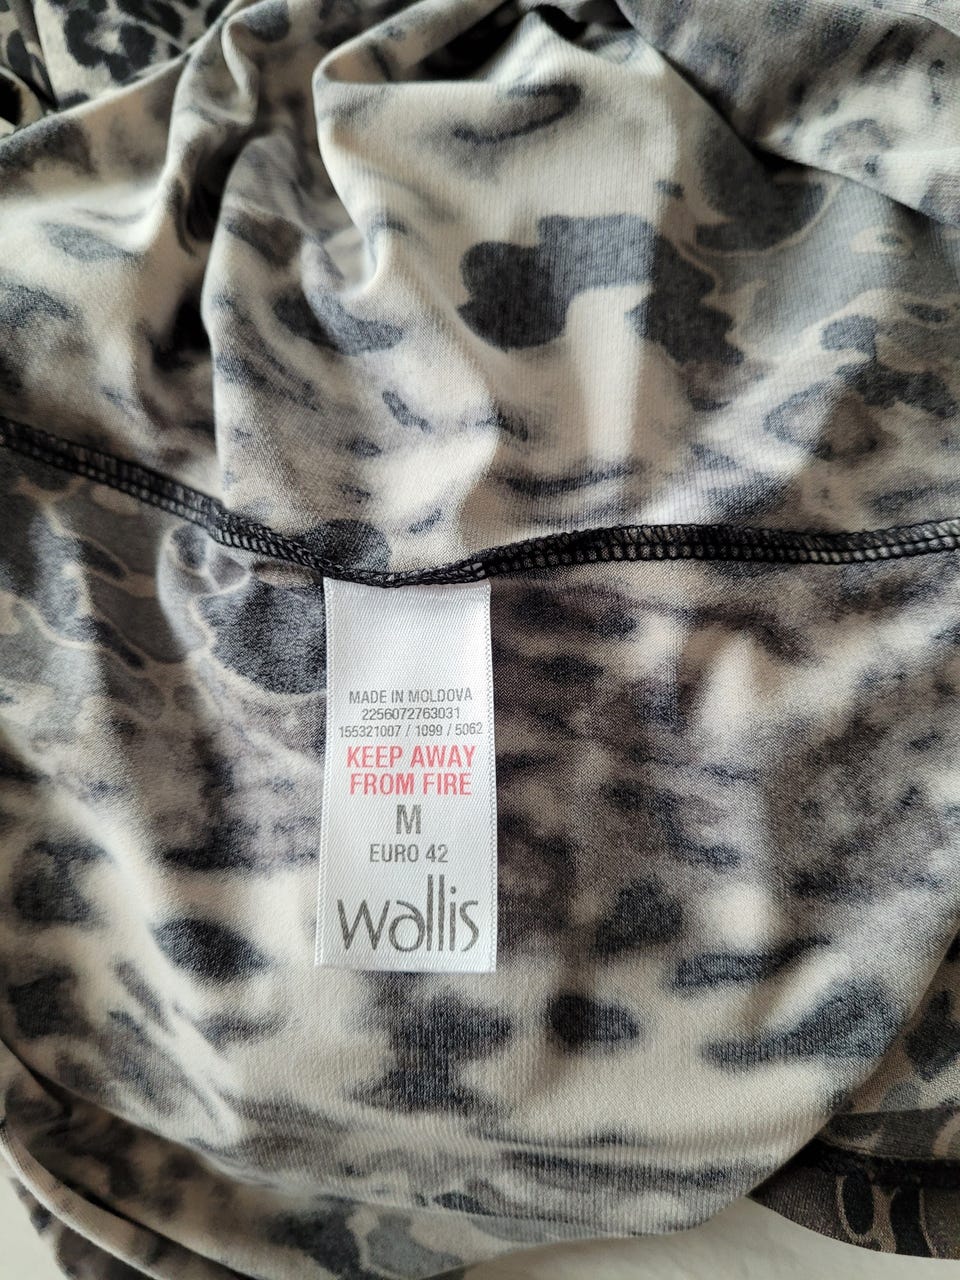 MADE IN MOLDOVA
2256072763031
155321007 / 1099 / 5062
KEEP AWAY
FROM FIRE
M
EURO 42
wallis